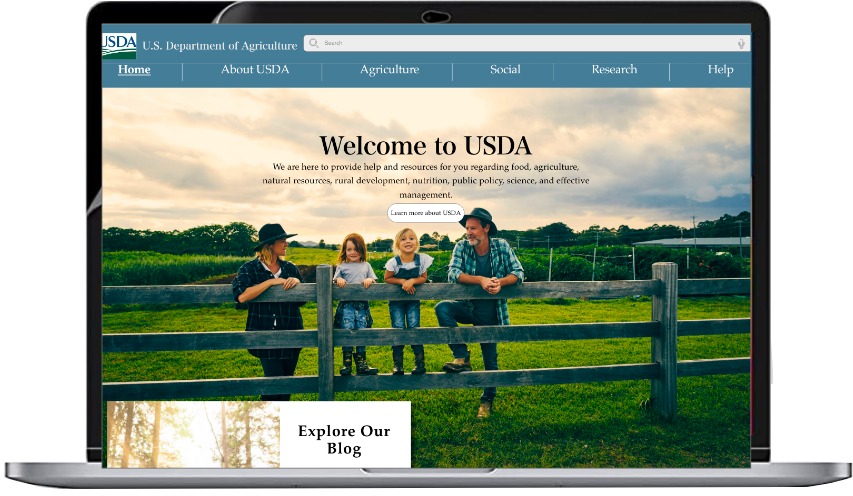 USDA U.S. Department of Agriculture Search
Home About USDA Agriculture Social Research Help
Welcome to USDA
We are here to provide help and resources for you regarding food, agriculture,
natural resources, rural development, nutrition, public policy, science, and effective
management.
Learn more about USDA
Explore Our
Blog